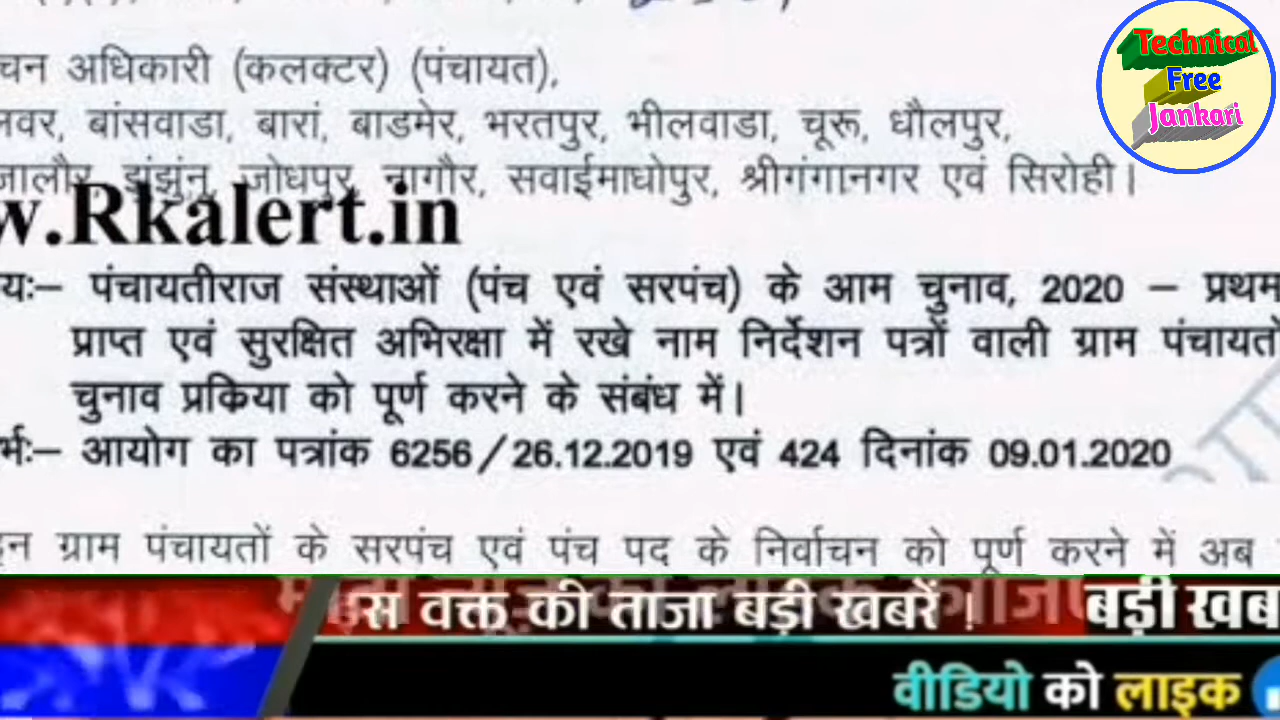 चन अधिकारी (कलक्टर) (पंचायत),
लवर, बांसवाडा, बारां, बाडमेर, भरतपुर, भीलवाडा, चूरू, धौलपुर,
जालौर, झुंझुंनु, जोधपुर, नागौर, सवाईमाधोपुर, श्रीगंगानगर एवं सिरोही।
w.Rkalert.in
यः– पंचायतीराज संस्थाओं (पंच एवं सरपंच) के आम चुनाव, 2020 – प्रथम
प्राप्त एवं सुरक्षित अभिरक्षा में रखे नाम निर्देशन पत्रों वाली ग्राम पंचायतो
चुनाव प्रकिया को पूर्ण करने के संबंध में।
र्भः– आयोग का पत्रांक 6256/26.12.2019 एवं 424 दिनांक 09.01.2020
इन ग्राम पंचायतों के सरपंच एवं पंच पद के निर्वाचन को पूर्ण करने में अब
Technical
Free
Jankari
स वक्त की ताजा बड़ी खबरें !
बड़ी खब
वीडियो को लाइक